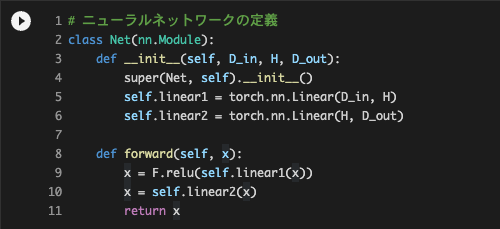 1 # ニューラルネットワークの定義
2 class Net(nn.Module):
3     def __init__(self, D_in, H, D_out):
4         super(Net, self).__init__()
5         self.linear1 = torch.nn.Linear(D_in, H)
6         self.linear2 = torch.nn.Linear(H, D_out)
7
8     def forward(self, x):
9         x = F.relu(self.linear1(x))
10         x = self.linear2(x)
11         return x